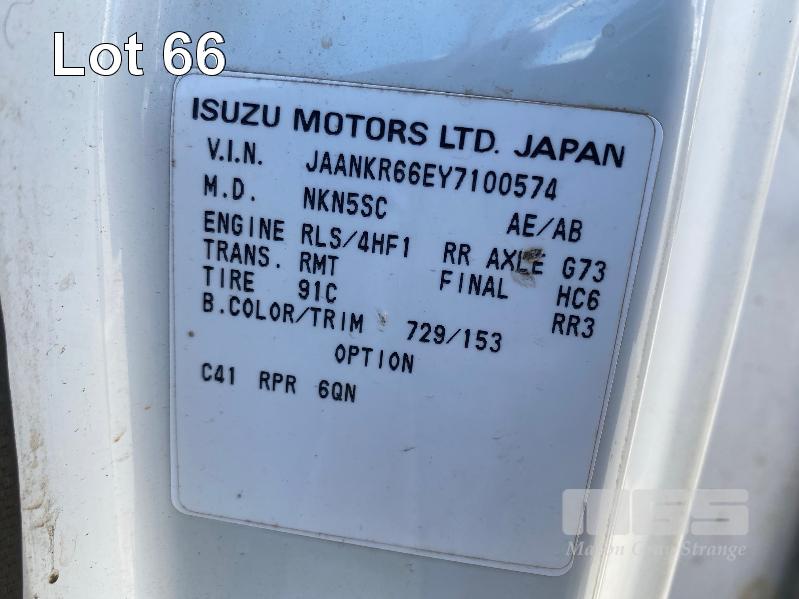 Lot 66
ISUZU MOTORS LTD. JAPAN
V.I.N. JAANKR66EY7100574
M.D. NKN5SC AE/AB
ENGINE RLS/4HF1 RR AXLE G73
TRANS. RMT FINAL HC6
TIRE 91C RR3
B.COLOR/TRIM 729/153
OPTION
C41 RPR 6QN
MGS
Mason Gray Strange